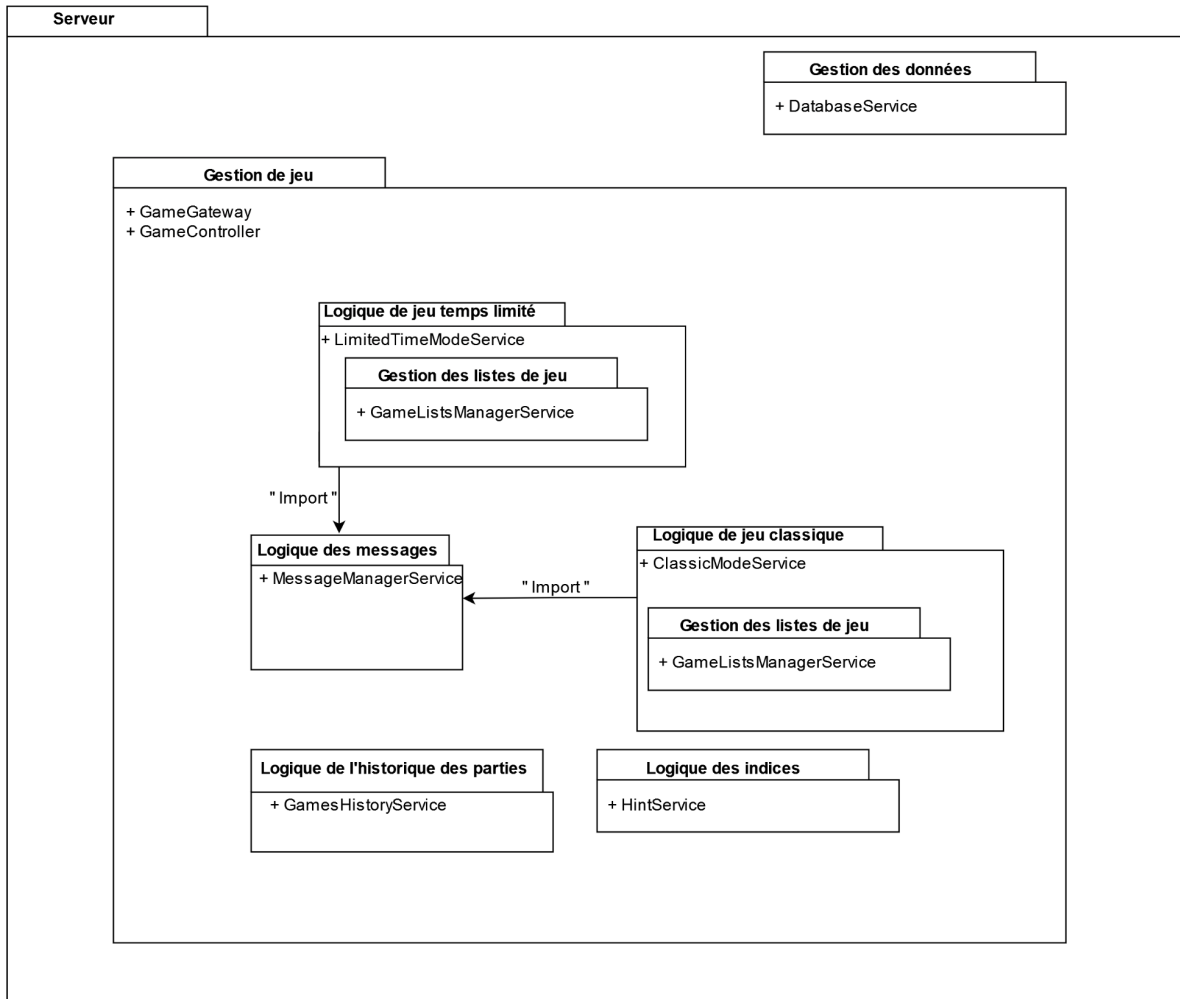 Serveur
Gestion des données
+ DatabaseService
Gestion de jeu
+ GameGateway
+ GameController
Logique de jeu temps limité
+ LimitedTimeModeService
Gestion des listes de jeu
+ GameListsManagerService
" Import "
Logique des messages
+ MessageManagerService
" Import "
Logique de jeu classique
+ ClassicModeService
Gestion des listes de jeu
+ GameListsManagerService
Logique de l'historique des parties
+ GamesHistoryService
Logique des indices
+ HintService